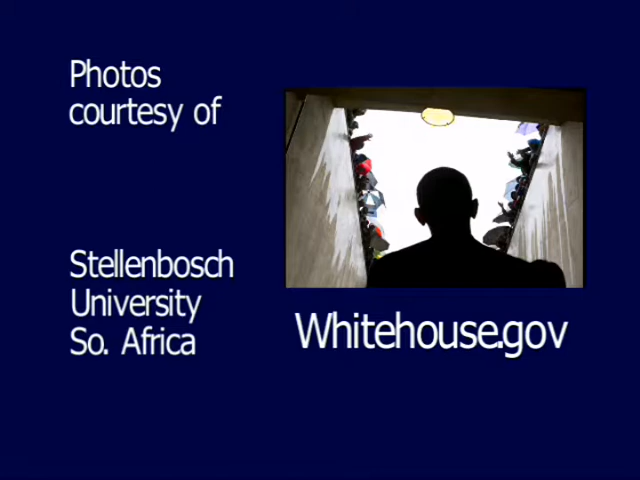 Photos
courtesy of
Stellenbosch
University
So. Africa
Whitehouse.gov